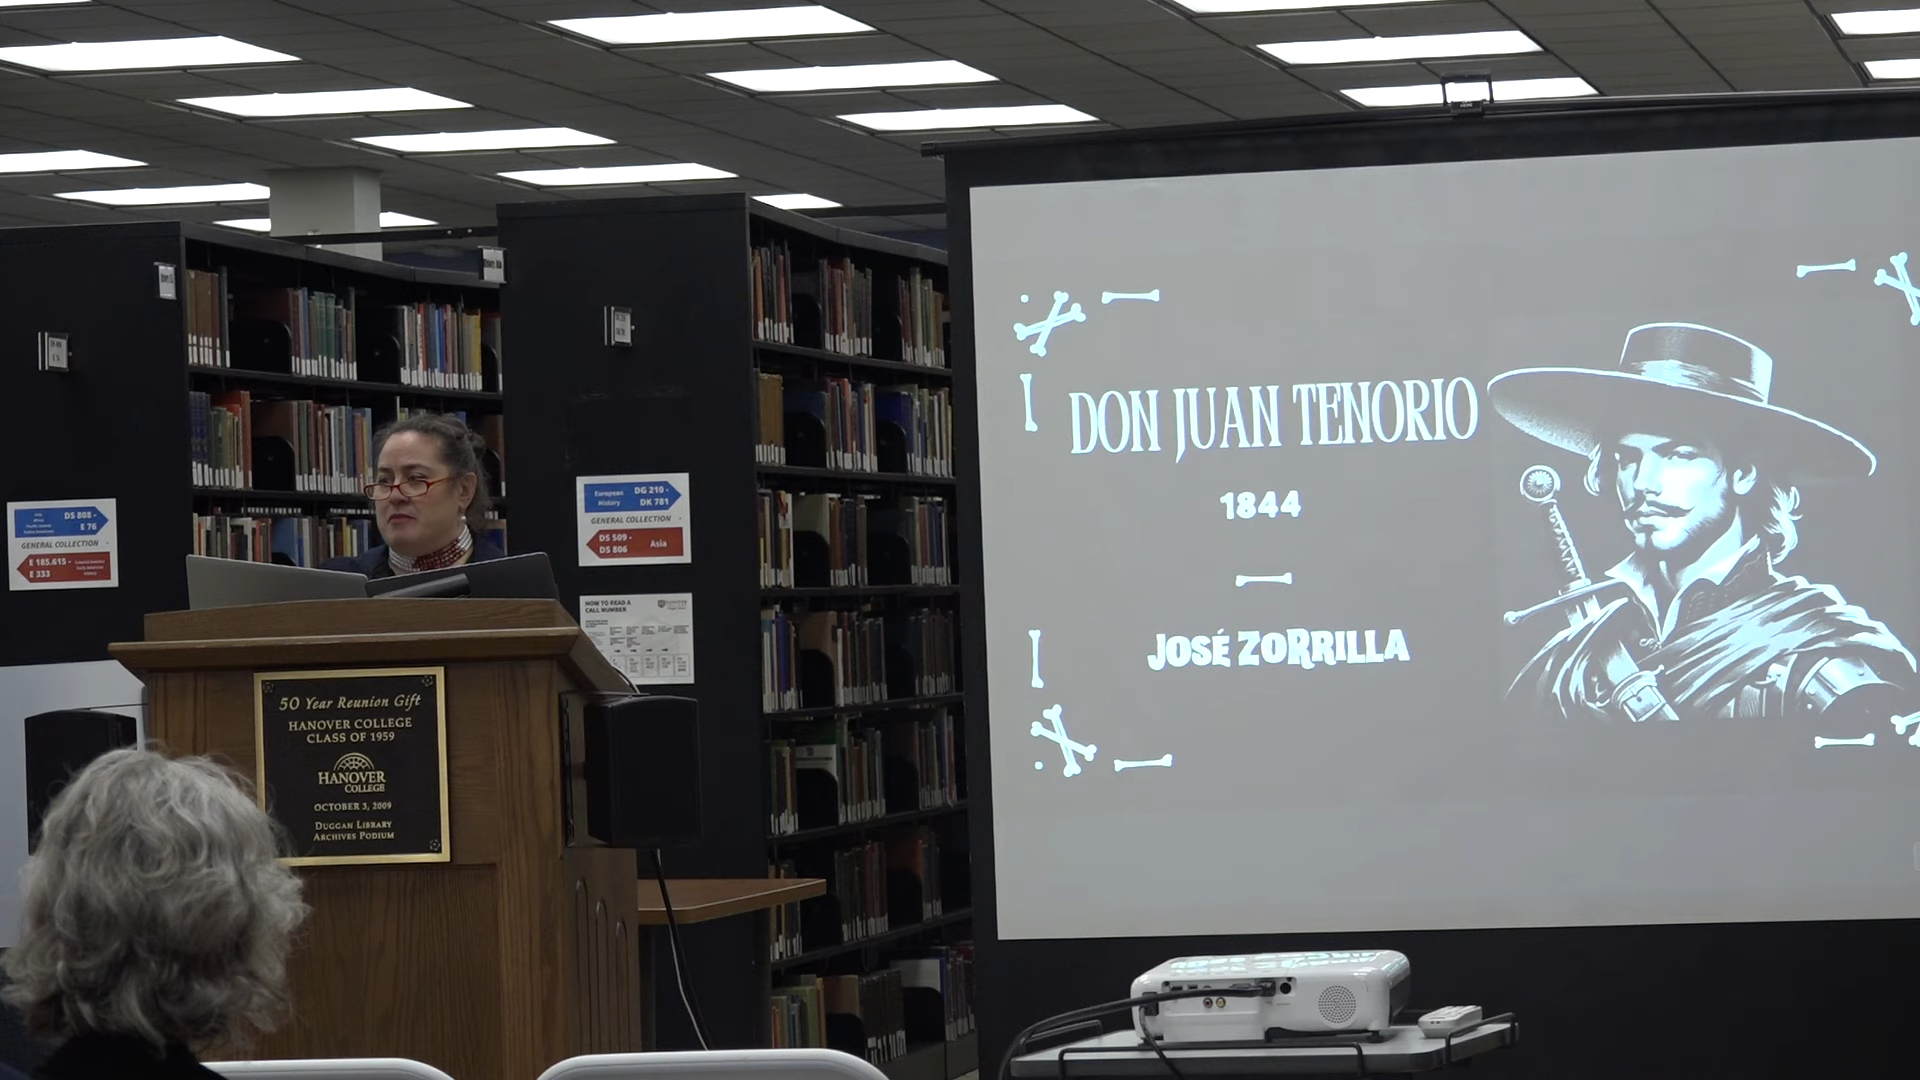 DON JUAN TENORIO
1844
JOSÉ ZORRILLA
DS 808 -
E 76
GENERAL COLLECTION
E 185.615 -
E 333
European
History
DG 210 -
DK 781
GENERAL COLLECTION
DS 509 -
DS 806
Asia
HOW TO READ A
CALL NUMBER
HANOVER
50 Year Reunion Gift
HANOVER COLLEGE
CLASS OF 1959
HANOVER
COLLEGE
OCTOBER 3, 2009
DUGGAN LIBRARY
ARCHIVES PODIUM